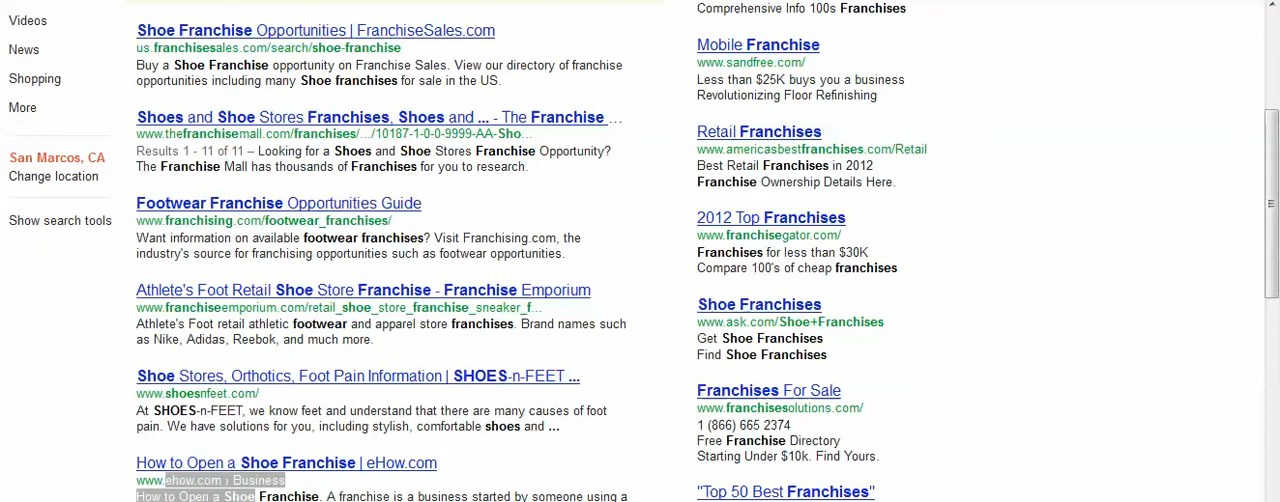 Videos
News
Shopping
More
San Marcos, CA
Change location
Show search tools
Shoe Franchise Opportunities | FranchiseSales.com
us.franchisesales.com/search/shoe-franchise
Buy a Shoe Franchise opportunity on Franchise Sales. View our directory of franchise
opportunities including many Shoe franchises for sale in the US.
Shoes and Shoe Stores Franchises, Shoes and ... - The Franchise ...
www.thefranchisemall.com/franchises/.../10187-1-0-0-9999-AA-Sho...
Results 1 - 11 of 11 – Looking for a Shoes and Shoe Stores Franchise Opportunity?
The Franchise Mall has thousands of Franchises for you to research.
Footwear Franchise Opportunities Guide
www.franchising.com/footwear_franchises/
Want information on available footwear franchises? Visit Franchising.com, the
industry's source for franchising opportunities such as footwear opportunities.
Athlete's Foot Retail Shoe Store Franchise - Franchise Emporium
www.franchiseemporium.com/retail_shoe_store_franchise_sneaker_f...
Athlete's Foot retail athletic footwear and apparel store franchises. Brand names such
as Nike, Adidas, Reebok, and much more.
Shoe Stores, Orthotics, Foot Pain Information | SHOES-n-FEET ...
www.shoesnfeet.com/
At SHOES-n-FEET, we know feet and understand that there are many causes of foot
pain. We have solutions for you, including stylish, comfortable shoes and ...
How to Open a Shoe Franchise | eHow.com
www.ehow.com › Business
How to Open a Shoe Franchise. A franchise is a business started by someone using a
Comprehensive Info 100s Franchises
Mobile Franchise
www.sandfree.com/
Less than $25K buys you a business
Revolutionizing Floor Refinishing
Retail Franchises
www.americasbestfranchises.com/Retail
Best Retail Franchises in 2012
Franchise Ownership Details Here.
2012 Top Franchises
www.franchisegator.com/
Franchises for less than $30K
Compare 100's of cheap franchises
Shoe Franchises
www.ask.com/Shoe+Franchises
Get Shoe Franchises
Find Shoe Franchises
Franchises For Sale
www.franchisesolutions.com/
1 (866) 665 2374
Free Franchise Directory
Starting Under $10k. Find Yours.
"Top 50 Best Franchises"